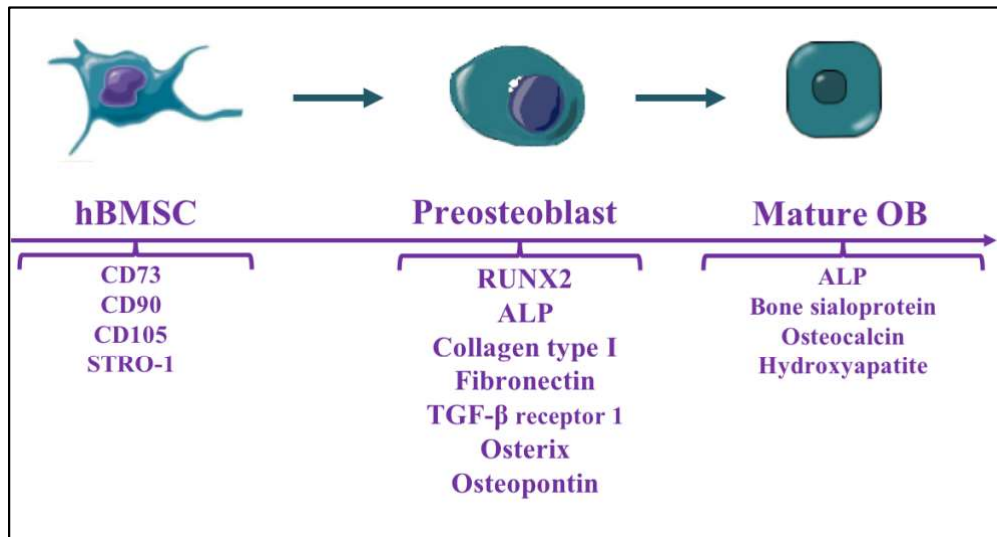 hBMSC
Preosteoblast
Mature OB
CD73
CD90
CD105
STRO-1
RUNX2
ALP
Collagen type I
Fibronectin
TGF-β receptor 1
Osterix
Osteopontin
ALP
Bone sialoprotein
Osteocalcin
Hydroxyapatite